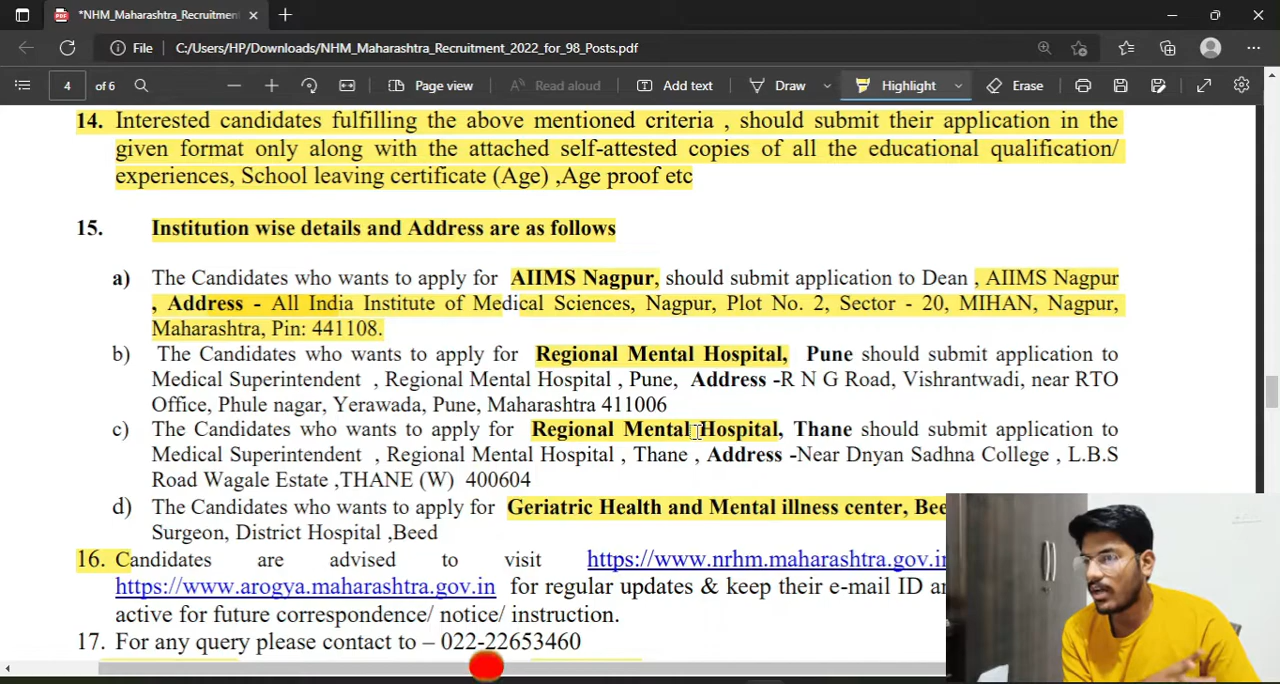 *NHM_Maharashtra_Recruitment
File C:/Users/HP/Downloads/NHM_Maharashtra_Recruitment_2022_for_98_Posts.pdf
4 of 6 Page view Read aloud Add text Draw Highlight Erase
14. Interested candidates fulfilling the above mentioned criteria , should submit their application in the
given format only along with the attached self-attested copies of all the educational qualification/
experiences, School leaving certificate (Age) ,Age proof etc
15. Institution wise details and Address are as follows
a) The Candidates who wants to apply for AIIMS Nagpur, should submit application to Dean , AIIMS Nagpur
, Address - All India Institute of Medical Sciences, Nagpur, Plot No. 2, Sector - 20, MIHAN, Nagpur,
Maharashtra, Pin: 441108.
b) The Candidates who wants to apply for Regional Mental Hospital, Pune should submit application to
Medical Superintendent , Regional Mental Hospital , Pune, Address -R N G Road, Vishrantwadi, near RTO
Office, Phule nagar, Yerawada, Pune, Maharashtra 411006
c) The Candidates who wants to apply for Regional Mental Hospital, Thane should submit application to
Medical Superintendent , Regional Mental Hospital , Thane , Address -Near Dnyan Sadhna College , L.B.S
Road Wagale Estate ,THANE (W) 400604
d) The Candidates who wants to apply for Geriatric Health and Mental illness center,
Surgeon, District Hospital ,Beed
16. Candidates are advised to visit https://www.nrhm.maharashtra.gov.in
https://www.arogya.maharashtra.gov.in for regular updates & keep their e-mail ID
active for future correspondence/ notice/ instruction.
17. For any query please contact to – 022-22653460